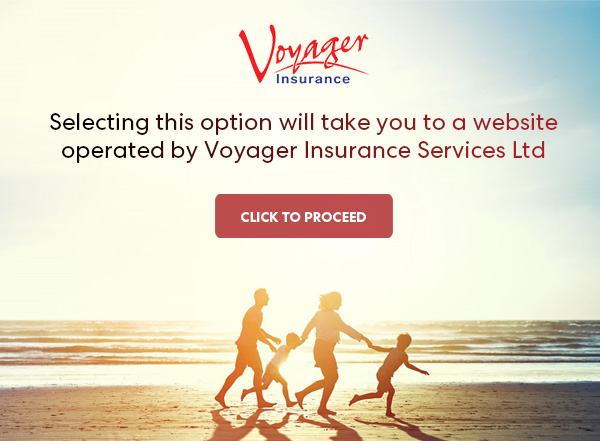 Voyager
Insurance
Selecting this option will take you to a website
operated by Voyager Insurance Services Ltd
CLICK TO PROCEED